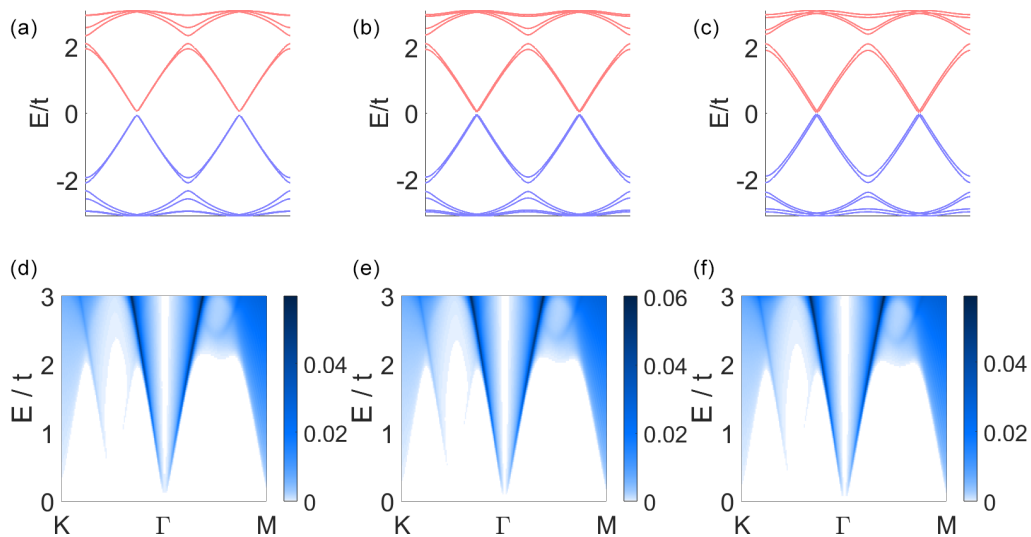 (a) (b) (c)
E/t E/t E/t
2 2 2
0 0 0
-2 -2 -2
(d) (e) (f)
3 3 0.06 3
0.04 0.04
2 2 0.04 2
E / t E / t E / t
1 0.02 1 0.02 1 0.02
0 0 0 0 0 0
K Γ M K Γ M K Γ M